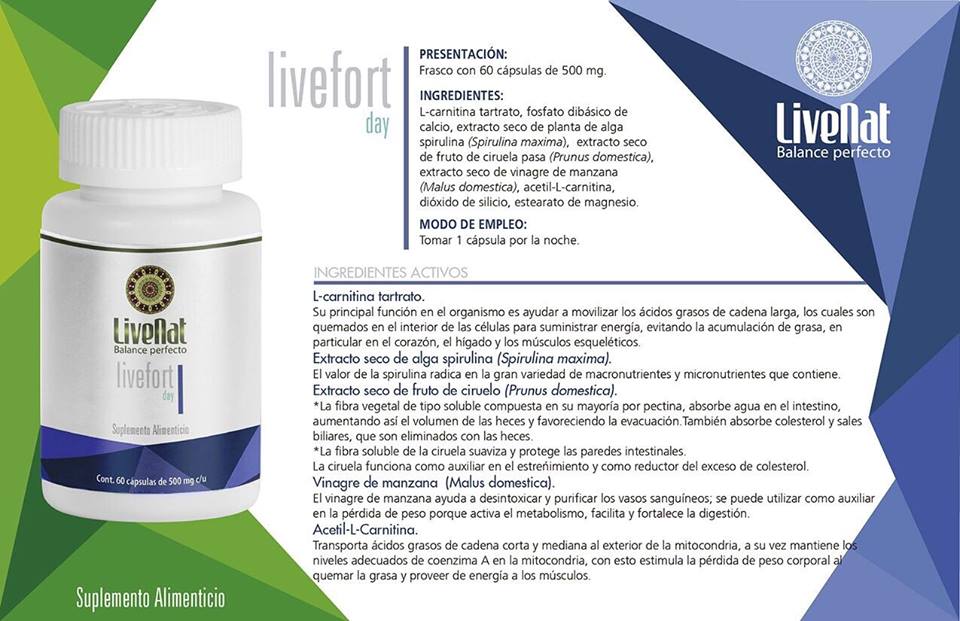 livefort
day
PRESENTACIÓN:
Frasco con 60 cápsulas de 500 mg.
INGREDIENTES:
L-carnitina tartrato, fosfato dibásico de
calcio, extracto seco de planta de alga
spirulina (Spirulina maxima), extracto seco
de fruto de ciruela pasa (Prunus domestica),
extracto seco de vinagre de manzana
(Malus domestica), acetil-L-carnitina,
dióxido de silicio, estearato de magnesio.
MODO DE EMPLEO:
Tomar 1 cápsula por la noche.
LiveNat
Balance perfecto
LiveNat
Balance perfecto
livefort
day
Suplemento Alimenticio
Cont. 60 cápsulas de 500 mg c/u
INGREDIENTES ACTIVOS
L-carnitina tartrato.
Su principal función en el organismo es ayudar a movilizar los ácidos grasos de cadena larga, los cuales son
quemados en el interior de las células para suministrar energía, evitando la acumulación de grasa, en
particular en el corazón, el hígado y los músculos esqueléticos.
Extracto seco de alga spirulina (Spirulina maxima).
El valor de la spirulina radica en la gran variedad de macronutrientes y micronutrientes que contiene.
Extracto seco de fruto de ciruelo (Prunus domestica).
*La fibra vegetal de tipo soluble compuesta en su mayoría por pectina, absorbe agua en el intestino,
aumentando así el volumen de las heces y favoreciendo la evacuación.También absorbe colesterol y sales
biliares, que son eliminados con las heces.
*La fibra soluble de la ciruela suaviza y protege las paredes intestinales.
La ciruela funciona como auxiliar en el estreñimiento y como reductor del exceso de colesterol.
Vinagre de manzana (Malus domestica).
El vinagre de manzana ayuda a desintoxicar y purificar los vasos sanguíneos; se puede utilizar como auxiliar
en la pérdida de peso porque activa el metabolismo, facilita y fortalece la digestión.
Acetil-L-Carnitina.
Transporta ácidos grasos de cadena corta y mediana al exterior de la mitocondria, a su vez mantiene los
niveles adecuados de coenzima A en la mitocondria, con esto estimula la pérdida de peso corporal al
quemar la grasa y proveer de energía a los músculos.
Suplemento Alimenticio